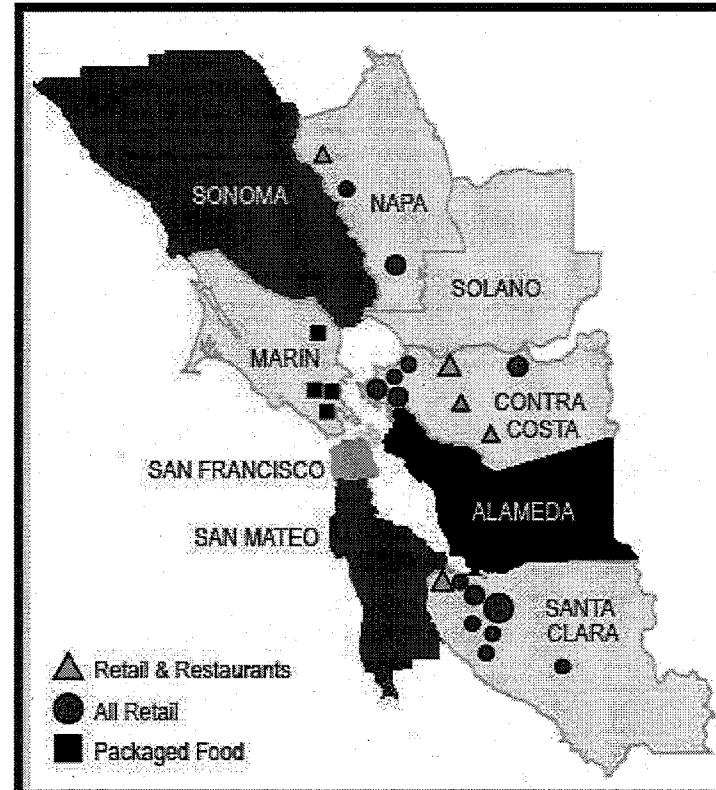 SONOMA
NAPA
SOLANO
MARIN
CONTRA
COSTA
SAN FRANCISCO
ALAMEDA
SAN MATEO
SANTA
CLARA
Retail & Restaurants
All Retail
Packaged Food